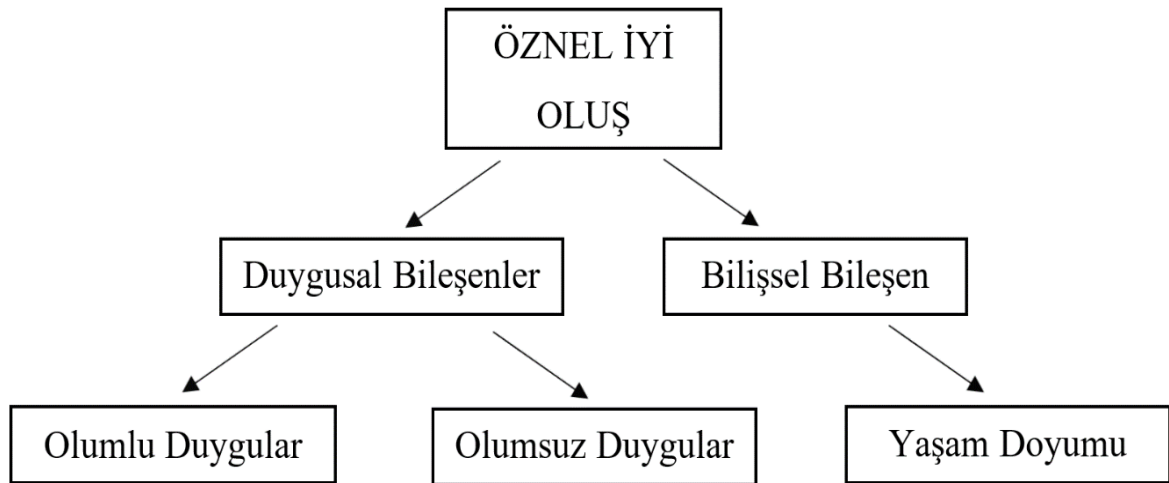 ÖZNEL İYİ
OLUŞ
Duygusal Bileşenler
Bilişsel Bileşen
Olumlu Duygular
Olumsuz Duygular
Yaşam Doyumu